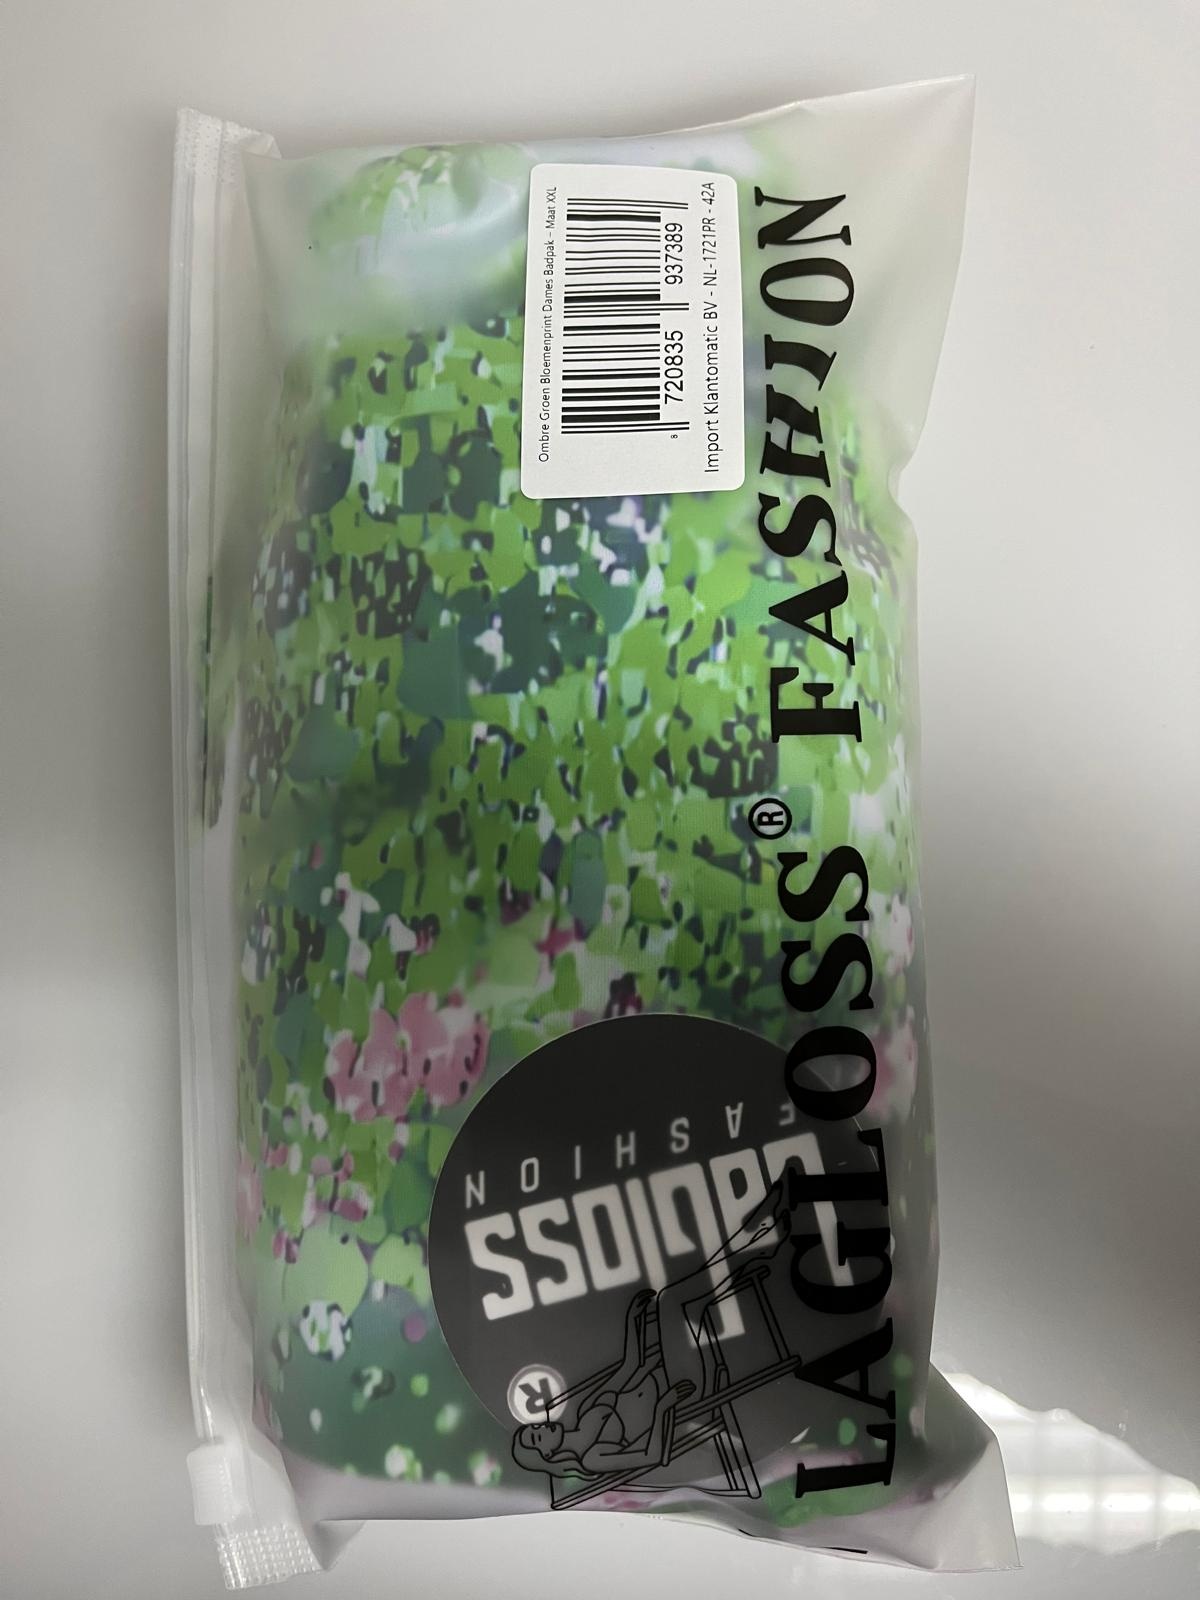 Ombre Groen Bloemenprint Dames Badpak - Maat XXL
8 720835 937389
Import Klantomatic BV - NL-1721PR - 42A
LAGLOSS® FASHION
Lagloss®
FASHION